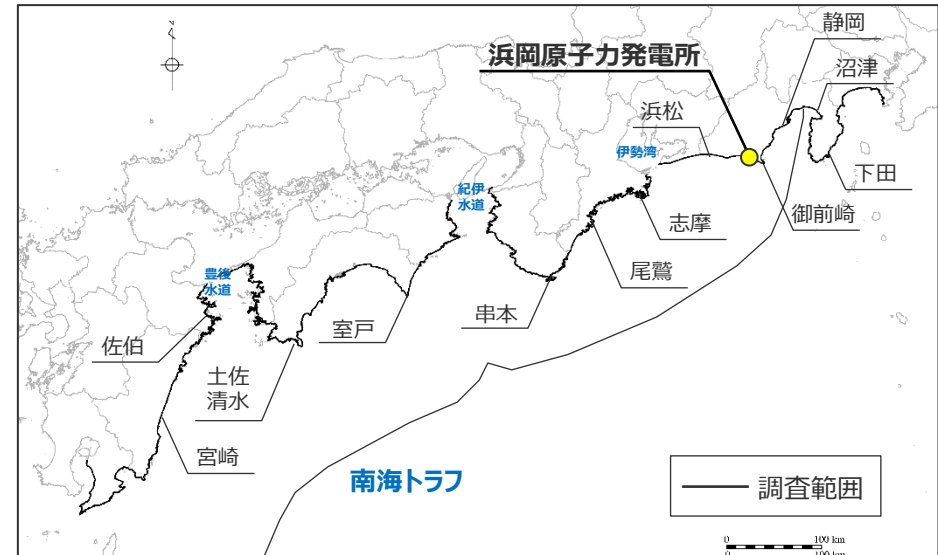 静岡
浜岡原子力発電所
沼津
浜松
伊勢湾
下田
紀伊
水道
志摩
御前崎
尾鷲
豊後
水道
串本
室戸
佐伯
土佐
清水
宮崎
南海トラフ
調査範囲
0 100 km
0 100 km